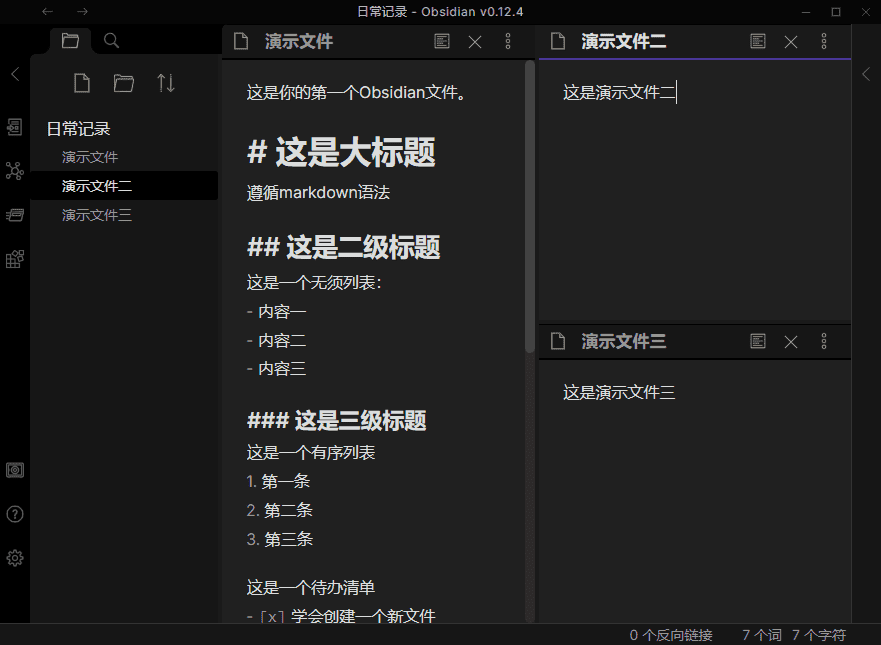 日常记录 - Obsidian v0.12.4
日常记录
演示文件
演示文件二
演示文件三
演示文件
这是你的第一个Obsidian文件。
# 这是大标题
遵循markdown语法
## 这是二级标题
这是一个无须列表：
- 内容一
- 内容二
- 内容三
### 这是三级标题
这是一个有序列表
1. 第一条
2. 第二条
3. 第三条
这是一个待办清单
- [x] 学会创建一个新文件
演示文件二
这是演示文件二
演示文件三
这是演示文件三
0 个反向链接 7 个词 7 个字符